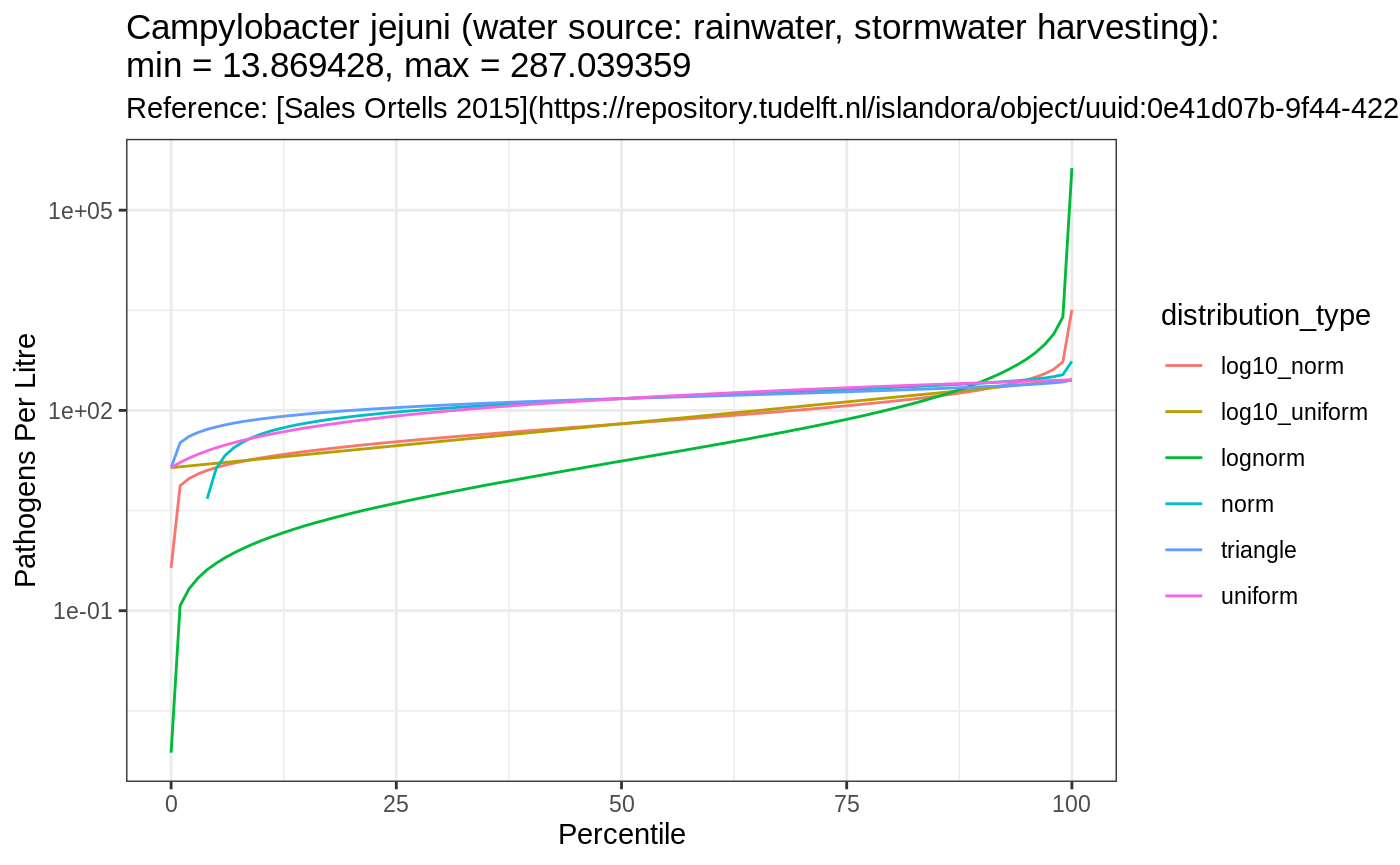 Campylobacter jejuni (water source: rainwater, stormwater harvesting):
min = 13.869428, max = 287.039359
Reference: [Sales Ortells 2015](https://repository.tudelft.nl/islandora/object/uuid:0e41d07b-9f44-422
1e+05
1e+02
1e-01
Pathogens Per Litre
0 25 50 75 100
Percentile
distribution_type
log10_norm
log10_uniform
lognorm
norm
triangle
uniform